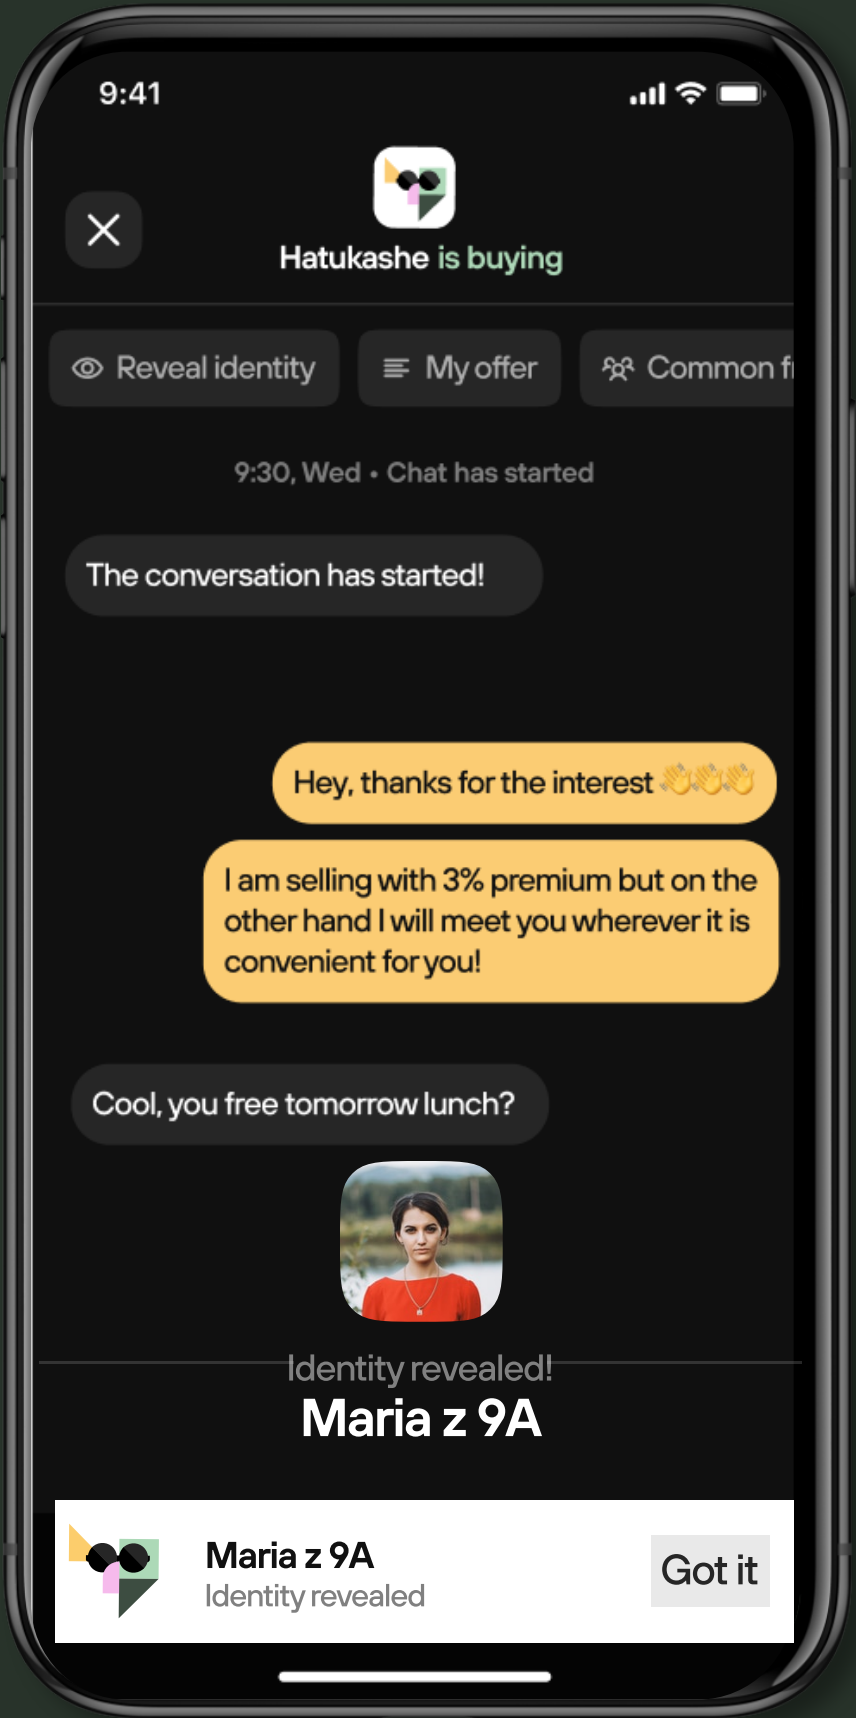 9:41
Hatukashe is buying
Reveal identity My offer Common f
9:30, Wed • Chat has started
The conversation has started!
Hey, thanks for the interest 👋👋👋
I am selling with 3% premium but on the
other hand I will meet you wherever it is
convenient for you!
Cool, you free tomorrow lunch?
Identity revealed!
Maria z 9A
Maria z 9A
Identity revealed
Got it